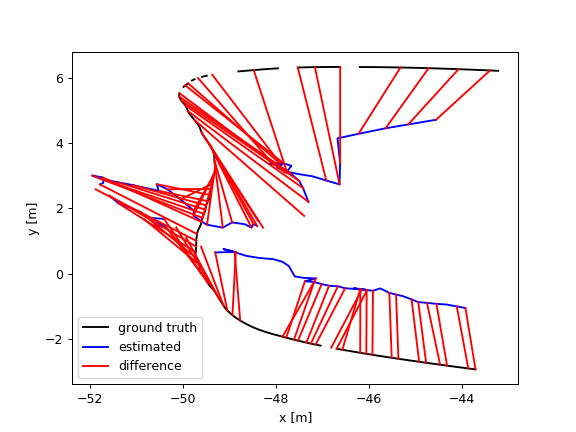 6
4
2
0
−2
y [m]
ground truth
estimated
difference
−52 −50 −48 −46 −44
x [m]